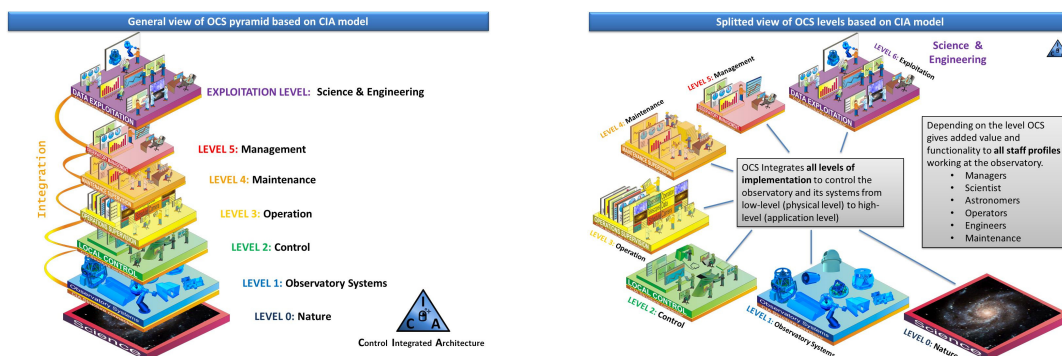 General view of OCS pyramid based on CIA model
DATA EXPLOITATION
EXPLOITATION LEVEL: Science & Engineering
Integration
LEVEL 5: Management
LEVEL 4: Maintenance
LEVEL 3: Operation
LOCAL CONTROL
LEVEL 2: Control
Observatory Systems
LEVEL 1: Observatory Systems
LEVEL 0: Nature
Science
I
C A
Control Integrated Architecture
Splitted view of OCS levels based on CIA model
Science &
Engineering
LEVEL 6: Exploitation
DATA EXPLOITATION
LEVEL 5: Management
LEVEL 4: Maintenance
LEVEL 3: Operation
OCS Integrates all levels of
implementation to control the
observatory and its systems from
low-level (physical level) to high-
level (application level)
Depending on the level OCS
gives added value and
functionality to all staff profiles
working at the observatory.
• Managers
• Scientist
• Astronomers
• Operators
• Engineers
• Maintenance
LOCAL CONTROL
LEVEL 2: Control
Observatory Systems
LEVEL 1: Observatory Systems
Science
LEVEL 0: Nature